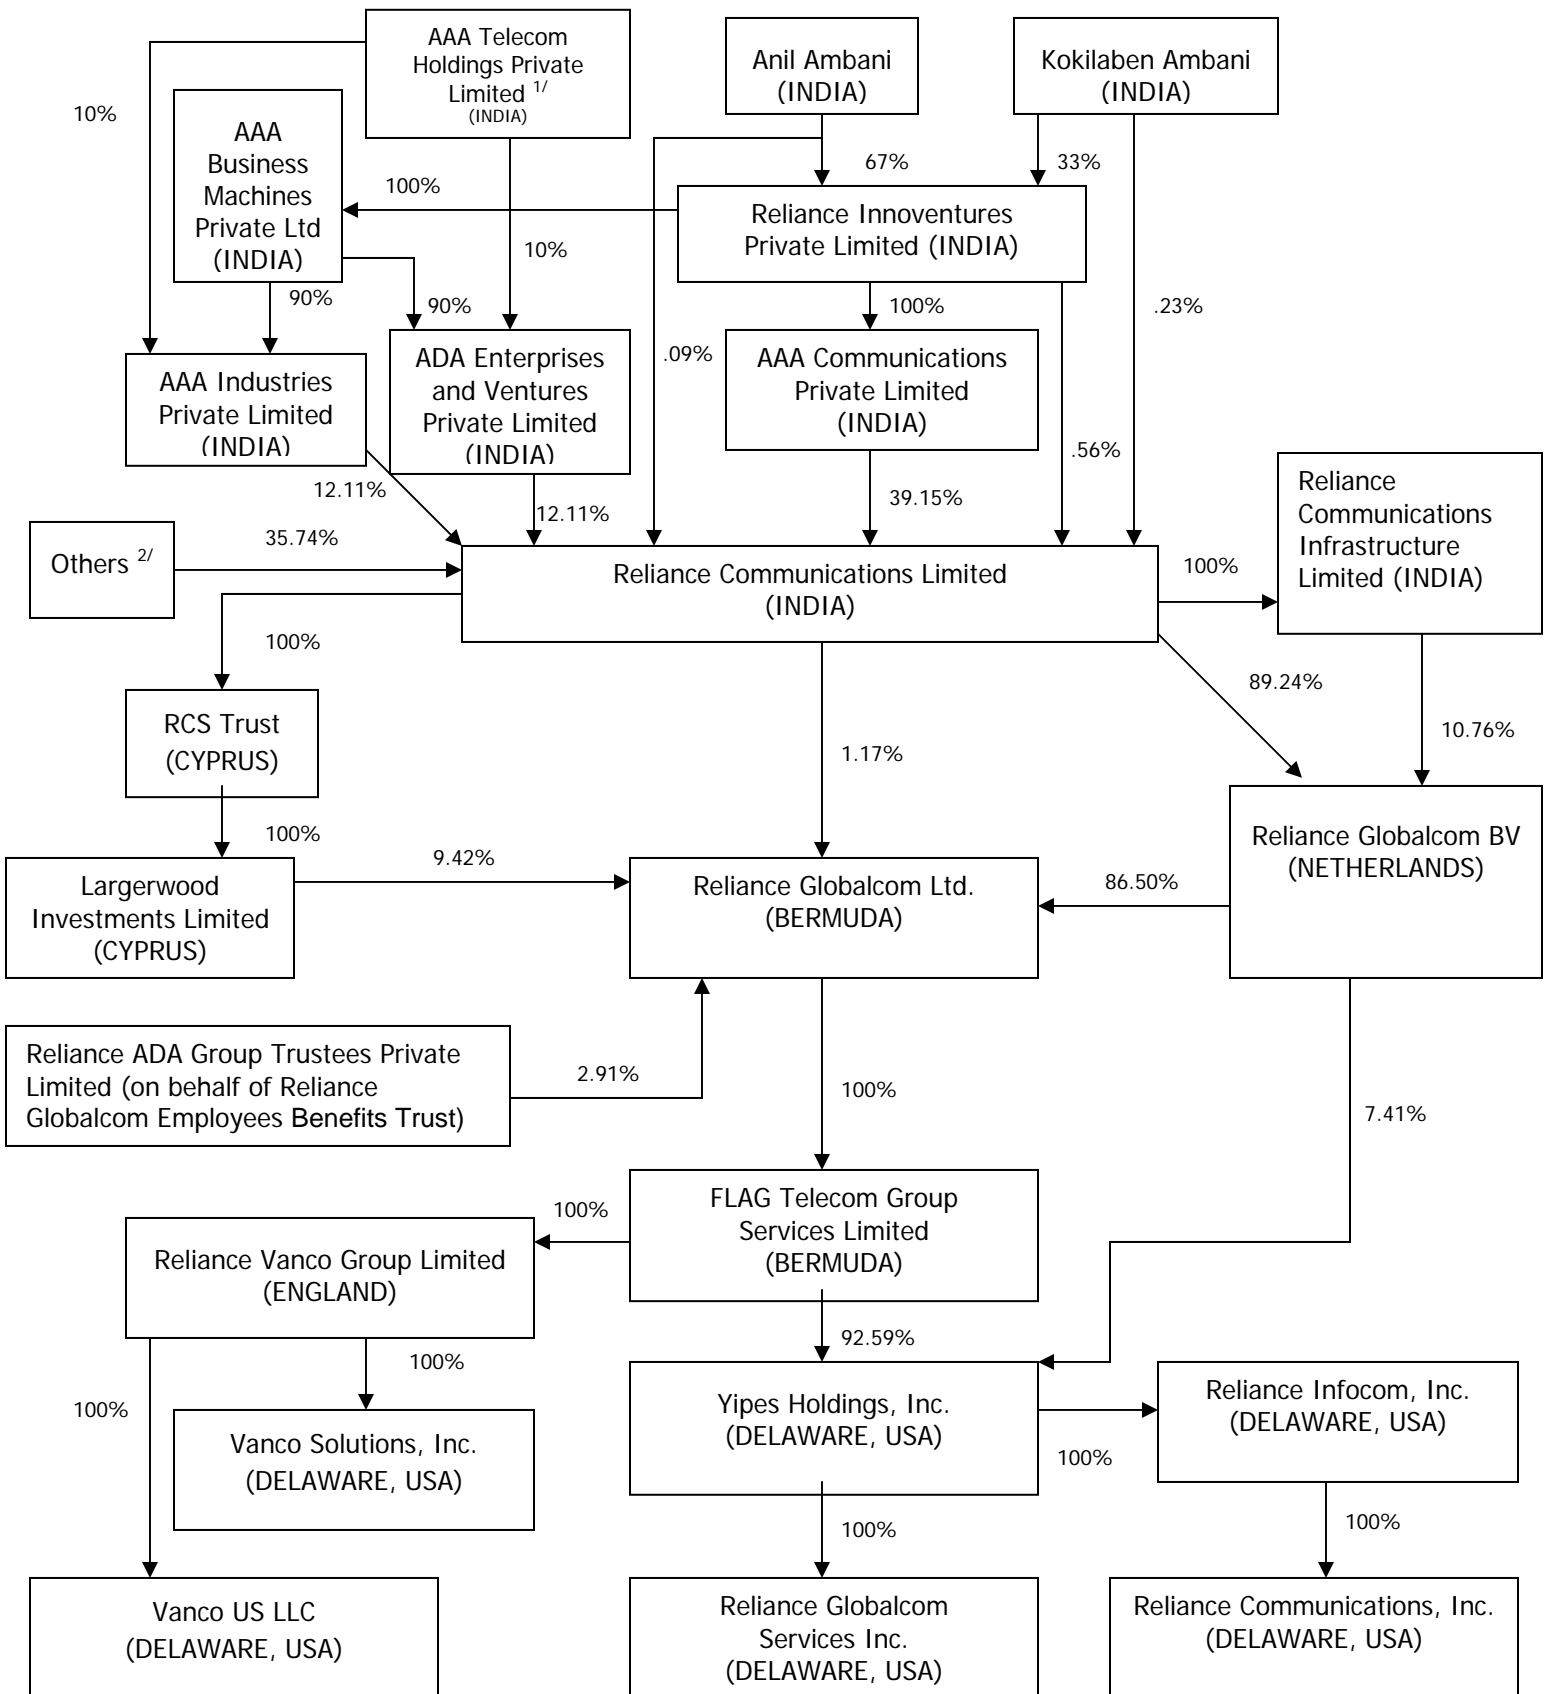 AAA Telecom
Holdings Private
Limited 1/
(INDIA)
Anil Ambani
(INDIA)
Kokilaben Ambani
(INDIA)
10%
AAA
Business
Machines
Private Ltd
(INDIA)
67%
33%
100%
Reliance Innoventures
Private Limited (INDIA)
10%
90%
90%
100%
.23%
.09%
AAA Industries
Private Limited
(INDIA)
ADA Enterprises
and Ventures
Private Limited
(INDIA)
AAA Communications
Private Limited
(INDIA)
.56%
12.11%
12.11%
39.15%
Reliance
Communications
Infrastructure
Limited (INDIA)
Others 2/
35.74%
Reliance Communications Limited
(INDIA)
100%
100%
89.24%
RCS Trust
(CYPRUS)
1.17%
10.76%
100%
9.42%
Largerwood
Investments Limited
(CYPRUS)
Reliance Globalcom Ltd.
(BERMUDA)
86.50%
Reliance Globalcom BV
(NETHERLANDS)
Reliance ADA Group Trustees Private
Limited (on behalf of Reliance
Globalcom Employees Benefits Trust)
2.91%
100%
7.41%
100%
FLAG Telecom Group
Services Limited
(BERMUDA)
Reliance Vanco Group Limited
(ENGLAND)
92.59%
100%
100%
Vanco Solutions, Inc.
(DELAWARE, USA)
Yipes Holdings, Inc.
(DELAWARE, USA)
100%
Reliance Infocom, Inc.
(DELAWARE, USA)
100%
100%
Vanco US LLC
(DELAWARE, USA)
Reliance Globalcom
Services Inc.
(DELAWARE, USA)
Reliance Communications, Inc.
(DELAWARE, USA)